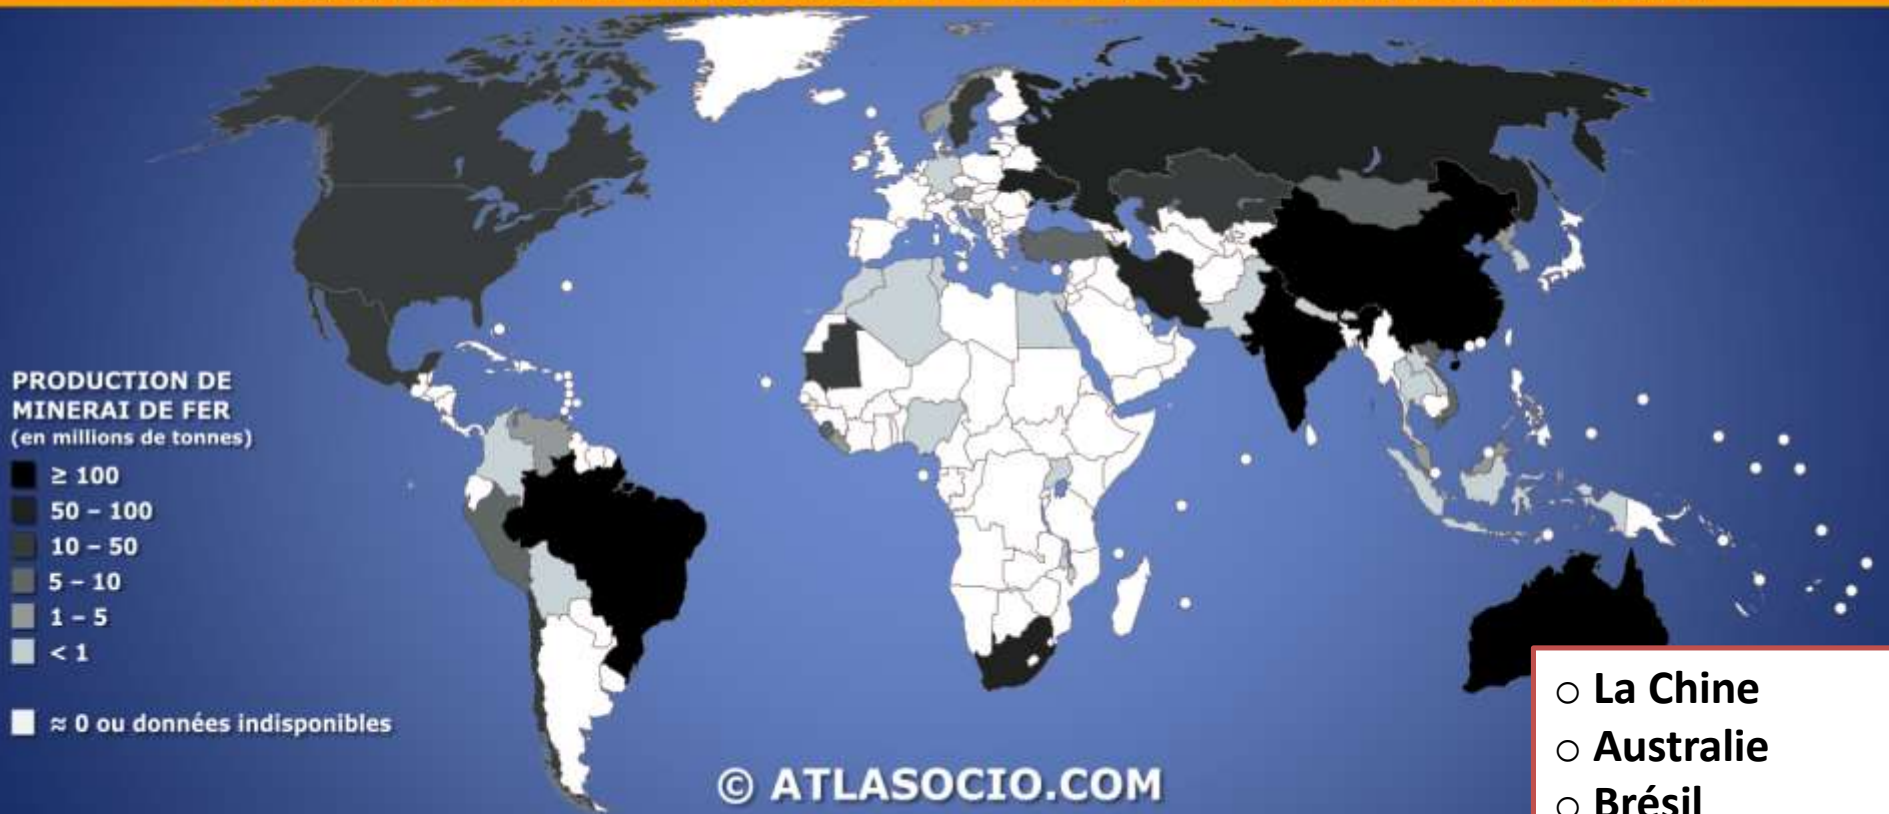 PRODUCTION DE
MINERAI DE FER
(en millions de tonnes)
≥ 100
50 – 100
10 – 50
5 – 10
1 – 5
< 1
≈ 0 ou données indisponibles
© ATLASOCIO.COM
o La Chine
o Australie
o Brésil